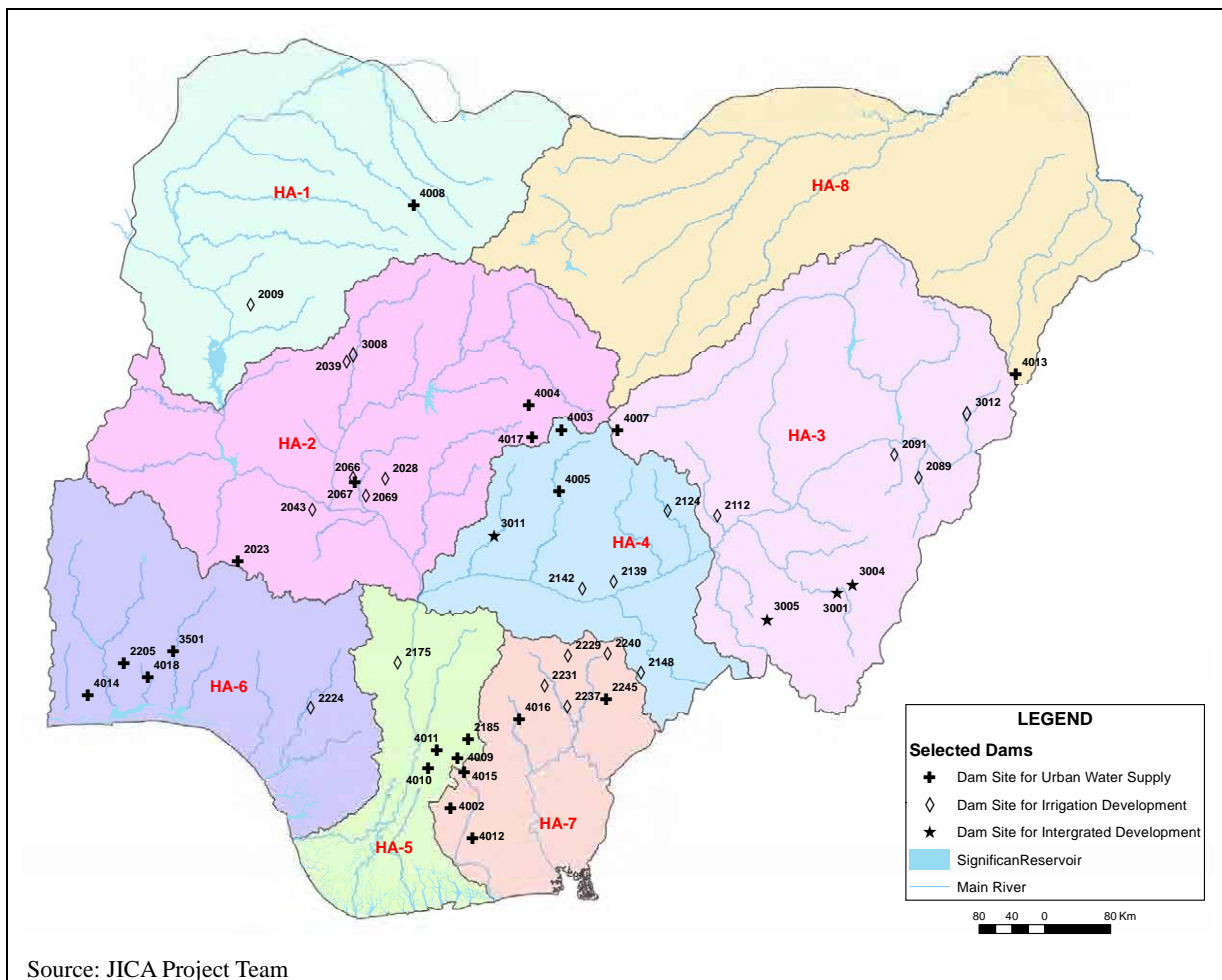 HA-1
4008
HA-8
2009
3008
2039
4013
4004
4003
4007
3012
4017
HA-2
HA-3
2091
2066
2028
4005
2089
2067
2069
2043
2124
2112
3011
HA-4
2023
2142
2139
3004
3001
3005
3501
2229
2240
2205
2175
2148
4018
2231
4014
HA-6
2224
2237
2245
4016
2185
4011
4009
4010
4015
4002
HA-7
4012
HA-5
LEGEND
Selected Dams
Dam Site for Urban Water Supply
Dam Site for Irrigation Development
Dam Site for Intergrated Development
SignificanReservoir
Main River
80 40 0 80 Km
Source: JICA Project Team